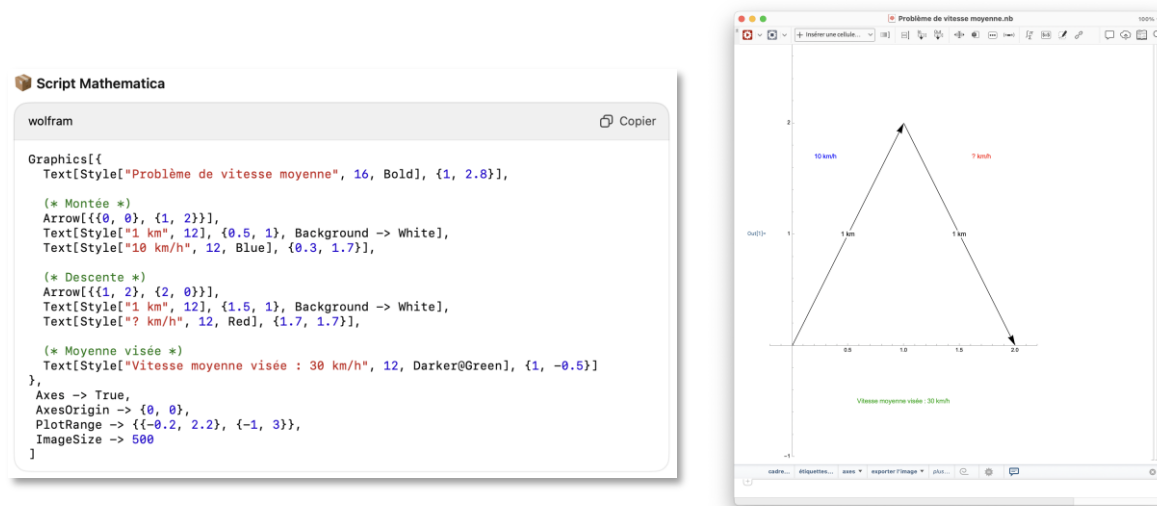 Script Mathematica
wolfram
Copier
Graphics[{
Text[Style["Problème de vitesse moyenne", 16, Bold], {1, 2.8}],
(* Montée *)
Arrow[{{0, 0}, {1, 2}}],
Text[Style["1 km", 12], {0.5, 1}, Background -> White],
Text[Style["10 km/h", 12, Blue], {0.3, 1.7}],
(* Descente *)
Arrow[{{1, 2}, {2, 0}}],
Text[Style["1 km", 12], {1.5, 1}, Background -> White],
Text[Style["? km/h", 12, Red], {1.7, 1.7}],
(* Moyenne visée *)
Text[Style["Vitesse moyenne visée : 30 km/h", 12, Darker@Green], {1, -0.5}]
},
Axes -> True,
AxesOrigin -> {0, 0},
PlotRange -> {{-0.2, 2.2}, {-1, 3}},
ImageSize -> 500
]
Problème de vitesse moyenne.nb
100%
+ Insérer une cellule...
2
10 km/h
? km/h
Out[1]=
1
1 km
1 km
0.5
1.0
1.5
2.0
Vitesse moyenne visée : 30 km/h
-1
cadre...
étiquettes...
axes
exporter l'image
plus...